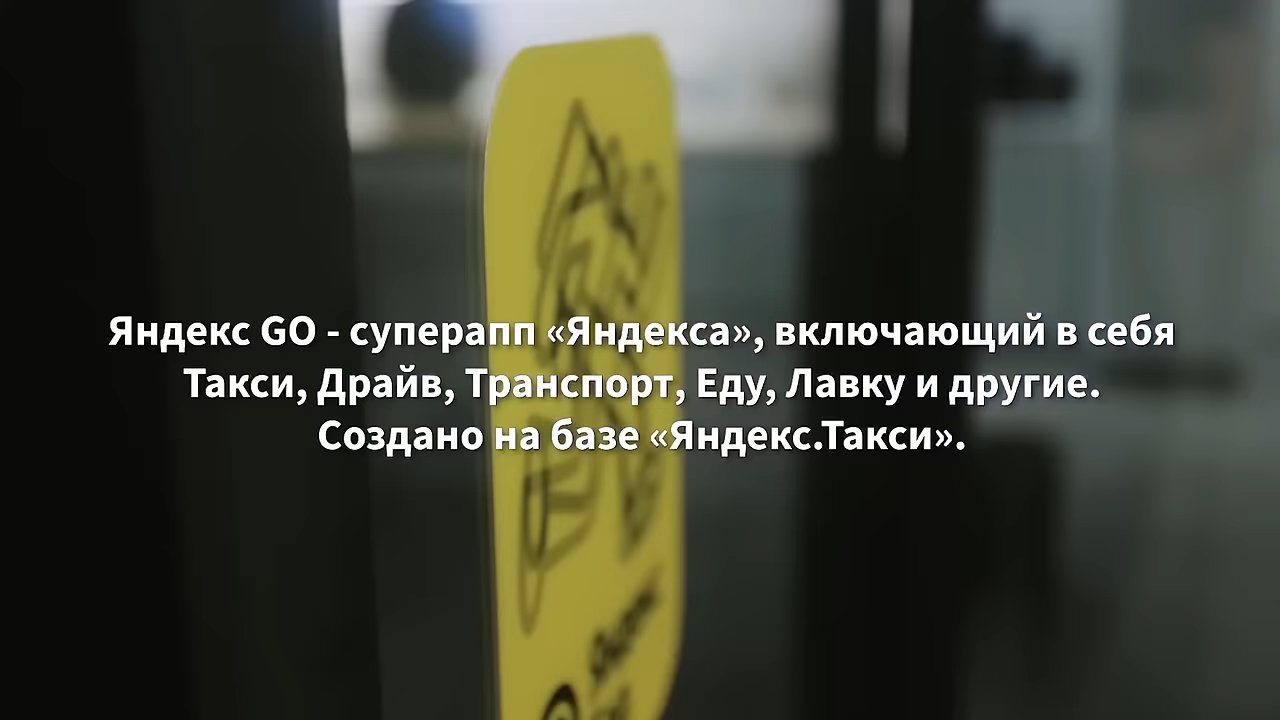 Яндекс GO - суперапп «Яндекса», включающий в себя
Такси, Драйв, Транспорт, Еду, Лавку и другие.
Создано на базе «Яндекс.Такси».